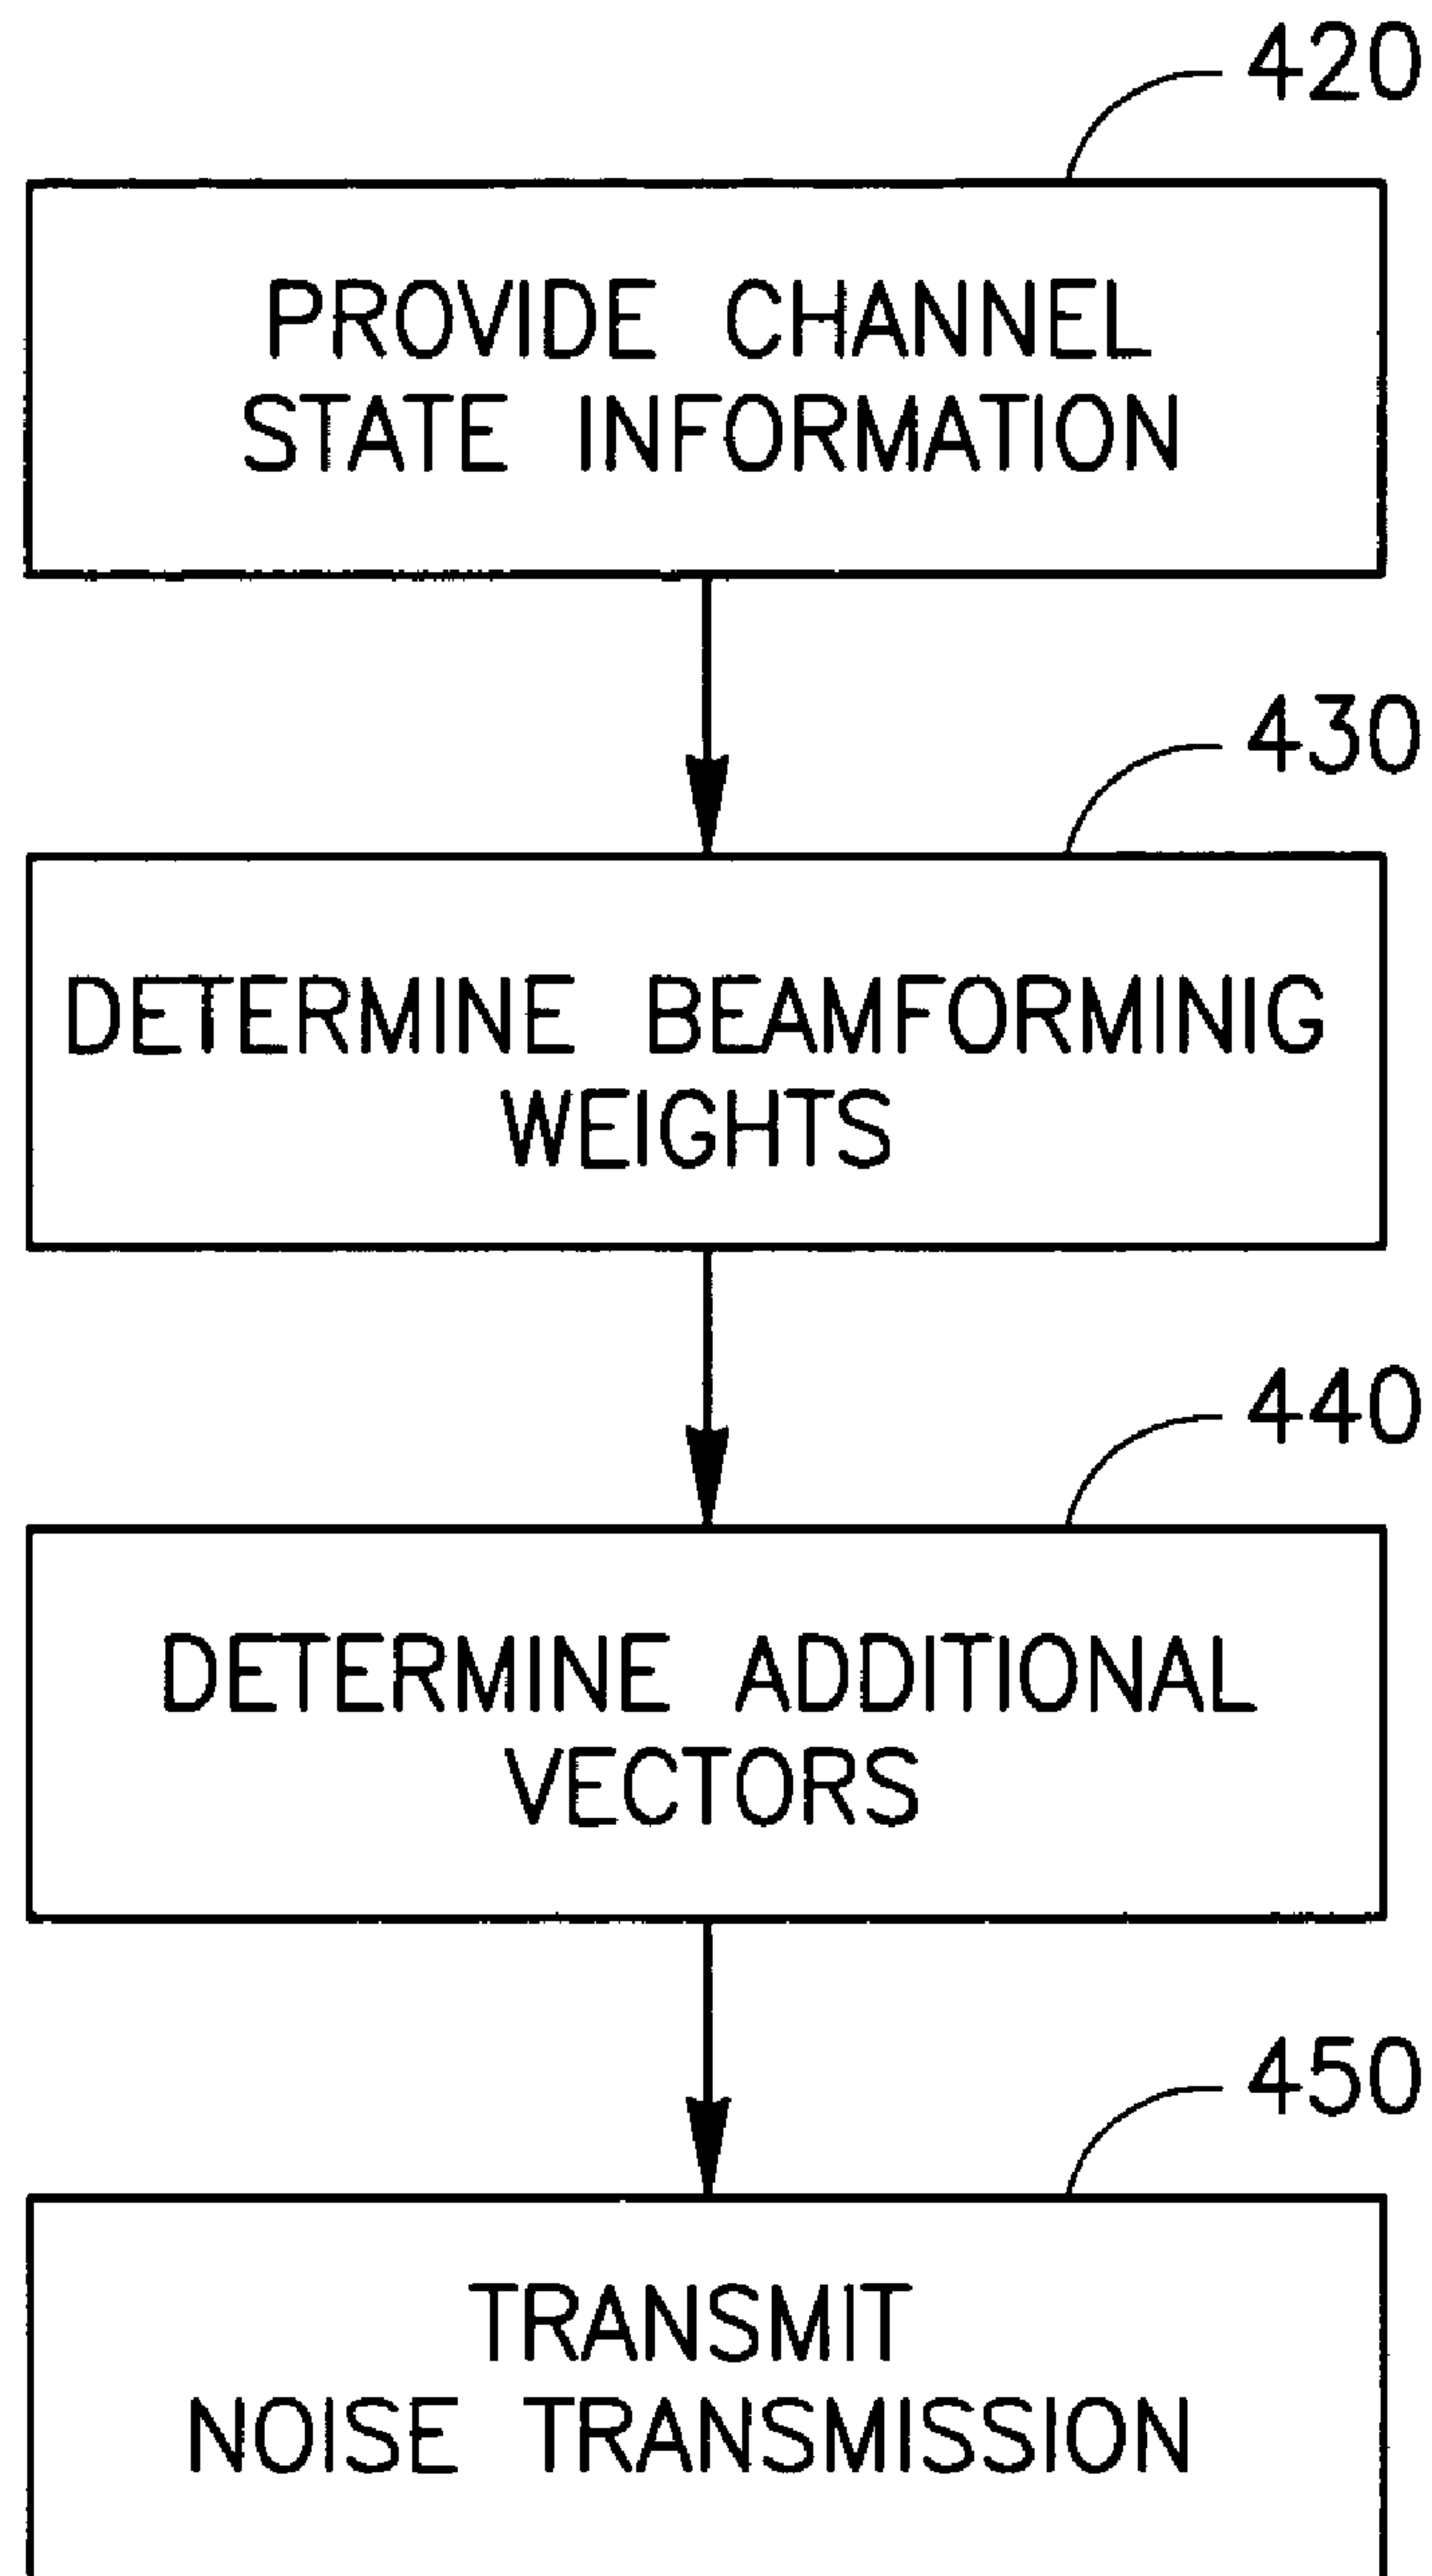 420
PROVIDE CHANNEL
STATE INFORMATION
430
DETERMINE BEAMFORMINIG
WEIGHTS
440
DETERMINE ADDITIONAL
VECTORS
450
TRANSMIT
NOISE TRANSMISSION